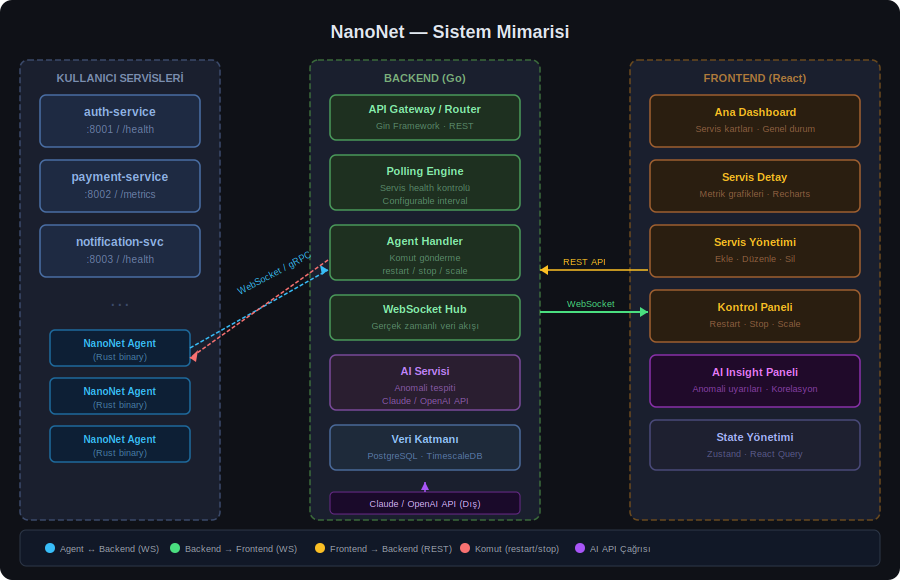 NanoNet — Sistem Mimarisi
KULLANICI SERVİSLERİ
auth-service
:8001 / /health
payment-service
:8002 / /metrics
notification-svc
:8003 / /health
...
NanoNet Agent
(Rust binary)
NanoNet Agent
(Rust binary)
NanoNet Agent
(Rust binary)
WebSocket / gRPC
BACKEND (Go)
API Gateway / Router
Gin Framework · REST
Polling Engine
Servis health kontrolü
Configurable interval
Agent Handler
Komut gönderme
restart / stop / scale
WebSocket Hub
Gerçek zamanlı veri akışı
AI Servisi
Anomali tespiti
Claude / OpenAI API
Veri Katmanı
PostgreSQL · TimescaleDB
Claude / OpenAI API (Dış)
REST API
WebSocket
FRONTEND (React)
Ana Dashboard
Servis kartları · Genel durum
Servis Detay
Metrik grafikleri · Recharts
Servis Yönetimi
Ekle · Düzenle · Sil
Kontrol Paneli
Restart · Stop · Scale
AI Insight Paneli
Anomali uyarıları · Korelasyon
State Yönetimi
Zustand · React Query
Agent ↔ Backend (WS)
Backend → Frontend (WS)
Frontend → Backend (REST)
Komut (restart/stop)
AI API Çağrısı